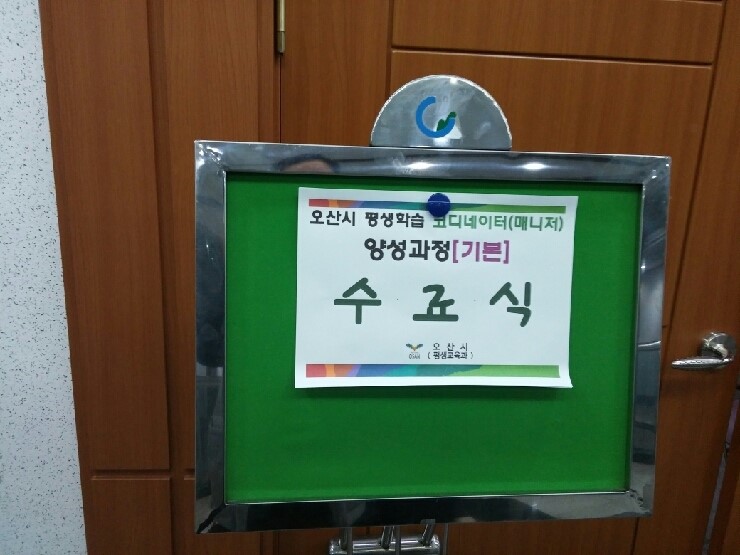 오산시 평생학습 코디네이터(매니저)
양성과정[기본]
수 료 식
오 산 시
( 평생교육과 )